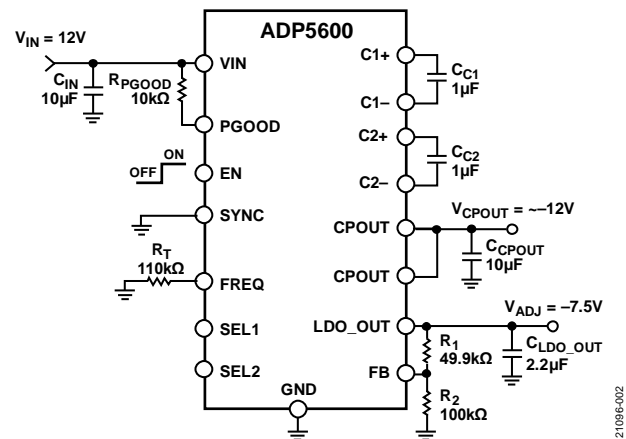 ADP5600
V_IN = 12V
C_IN
10µF
R_PGOOD
10kΩ
VIN
PGOOD
ON
OFF
EN
SYNC
R_T
110kΩ
FREQ
SEL1
SEL2
GND
C1+
C1–
C_C1
1µF
C2+
C2–
C_C2
1µF
CPOUT
V_CPOUT = ~–12V
C_CPOUT
10µF
CPOUT
LDO_OUT
V_ADJ = –7.5V
R_1
49.9kΩ
C_LDO_OUT
2.2µF
FB
R_2
100kΩ
21096-002